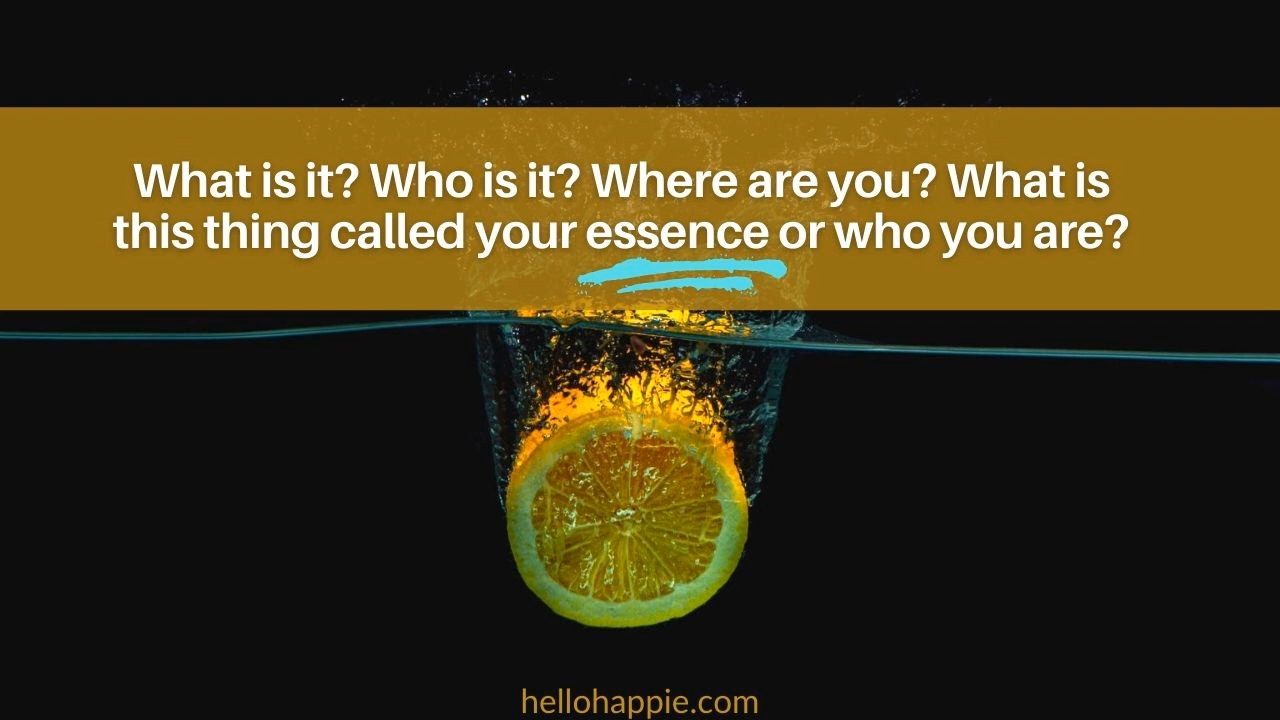 What is it? Who is it? Where are you? What is
this thing called your essence or who you are?
hellohappie.com